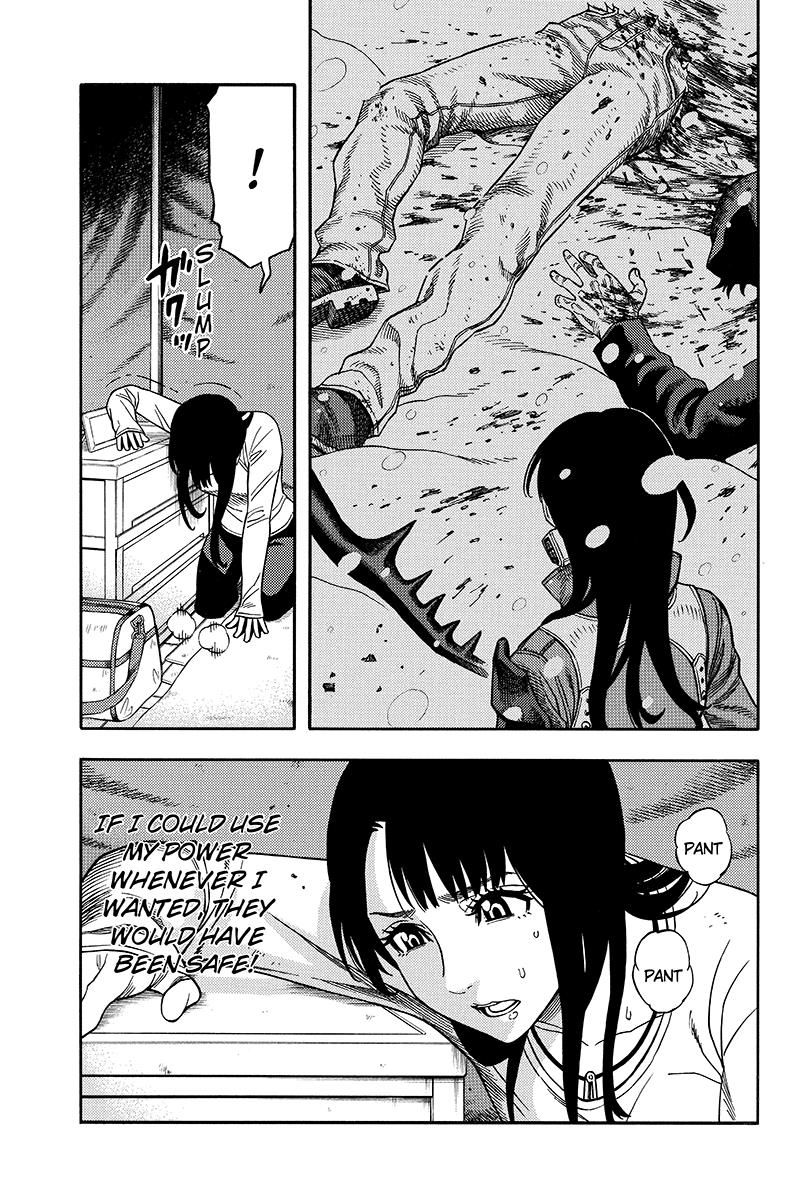 !
ガクッ
SLUMP
IF I COULD USE
MY POWER
WHENEVER I
WANTED, THEY
WOULD HAVE
BEEN SAFE!
PANT
PANT